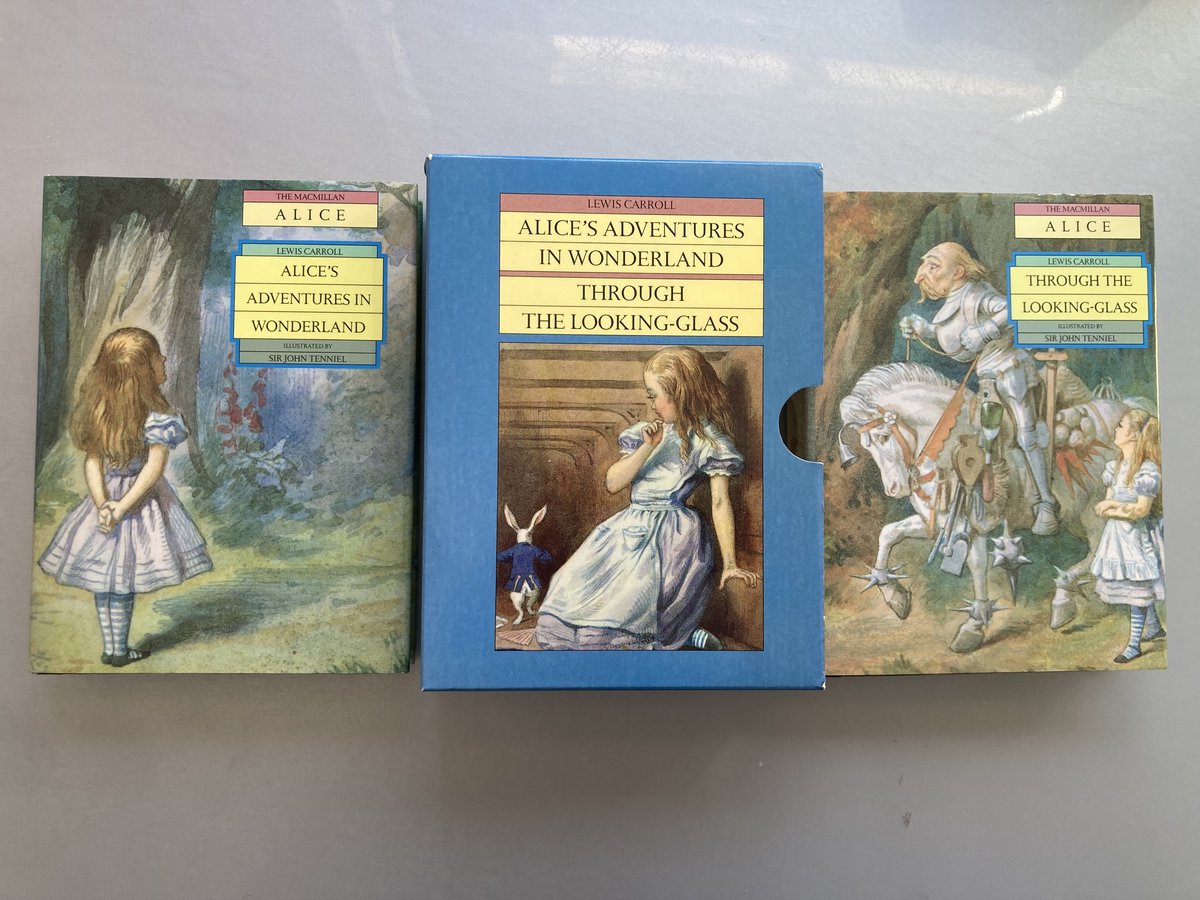 THE MACMILLAN
ALICE
LEWIS CARROLL
ALICE'S
ADVENTURES IN
WONDERLAND
ILLUSTRATED BY
SIR JOHN TENNIEL
LEWIS CARROLL
ALICE'S ADVENTURES
IN WONDERLAND
THROUGH
THE LOOKING-GLASS
THE MACMILLAN
ALICE
LEWIS CARROLL
THROUGH THE
LOOKING-GLASS
ILLUSTRATED BY
SIR JOHN TENNIEL